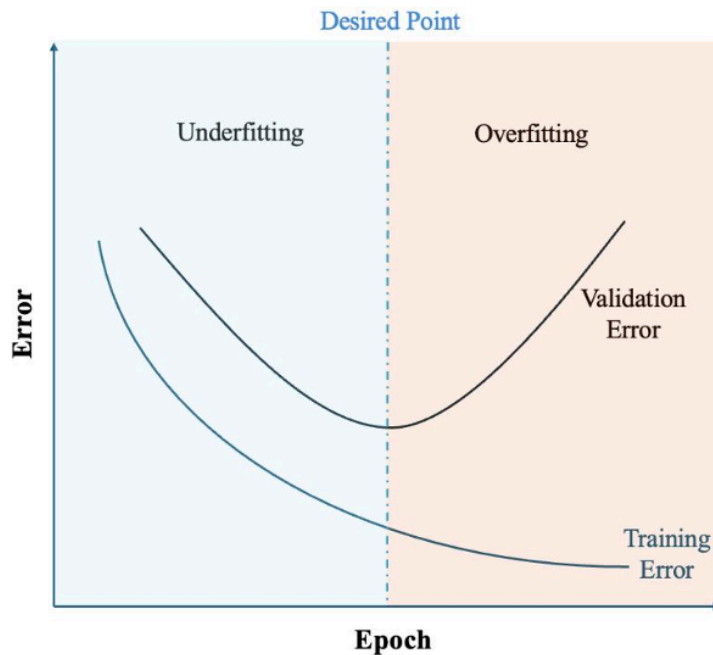 Desired Point
Underfitting
Overfitting
Validation
Error
Error
Training
Error
Epoch